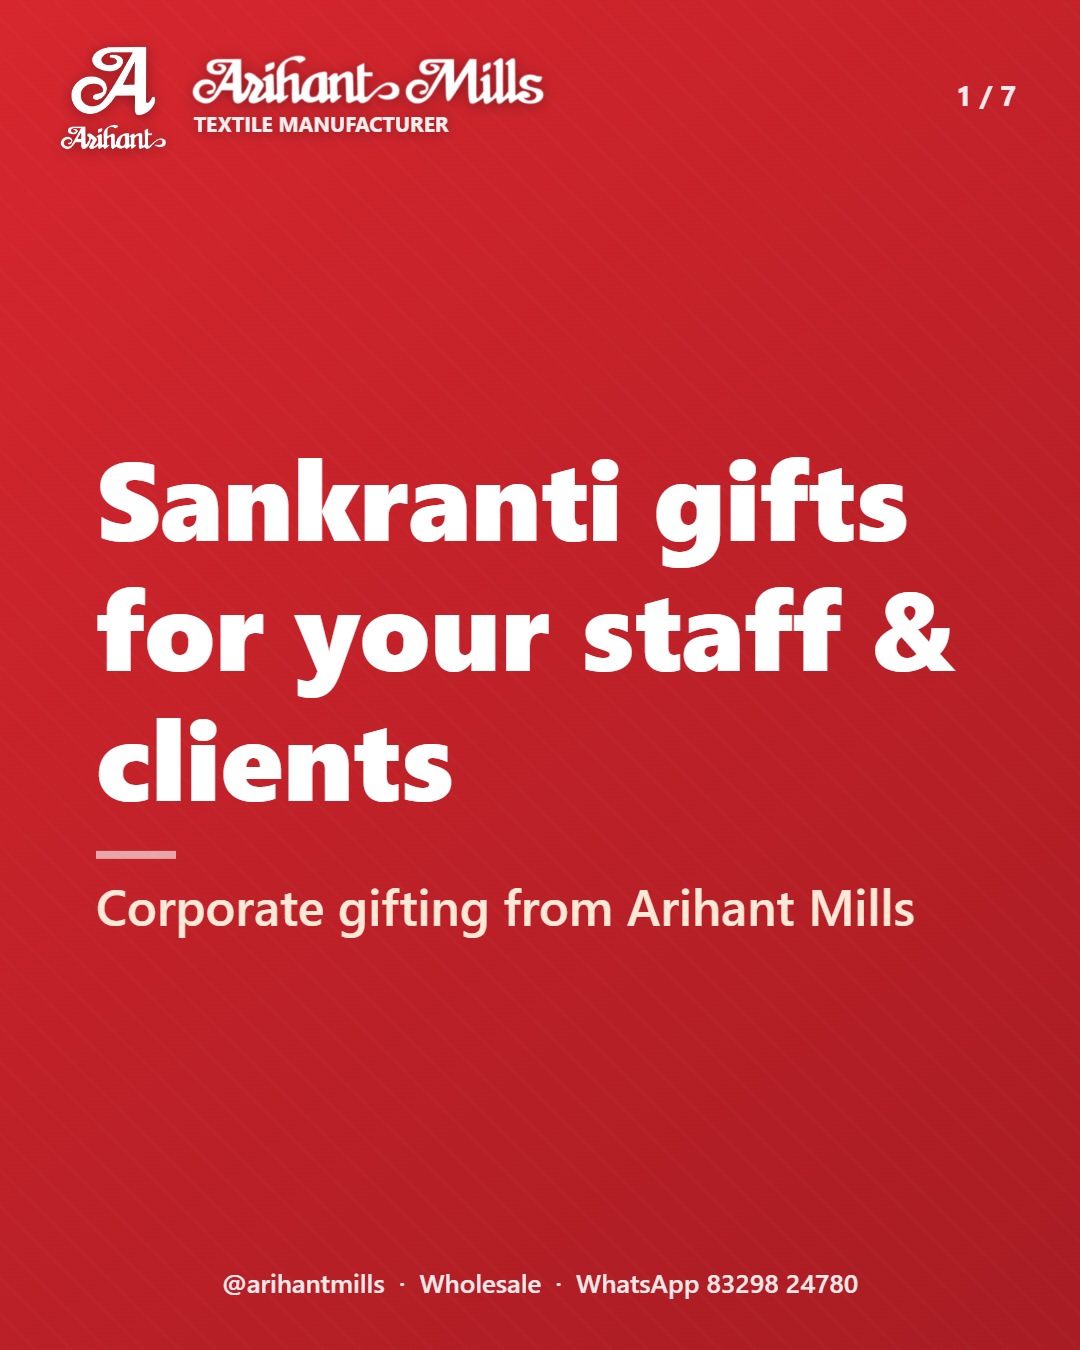 A
Arihant
Arihant Mills
TEXTILE MANUFACTURER
1 / 7
Sankranti gifts
for your staff &
clients
Corporate gifting from Arihant Mills
@arihantmills · Wholesale · WhatsApp 83298 24780